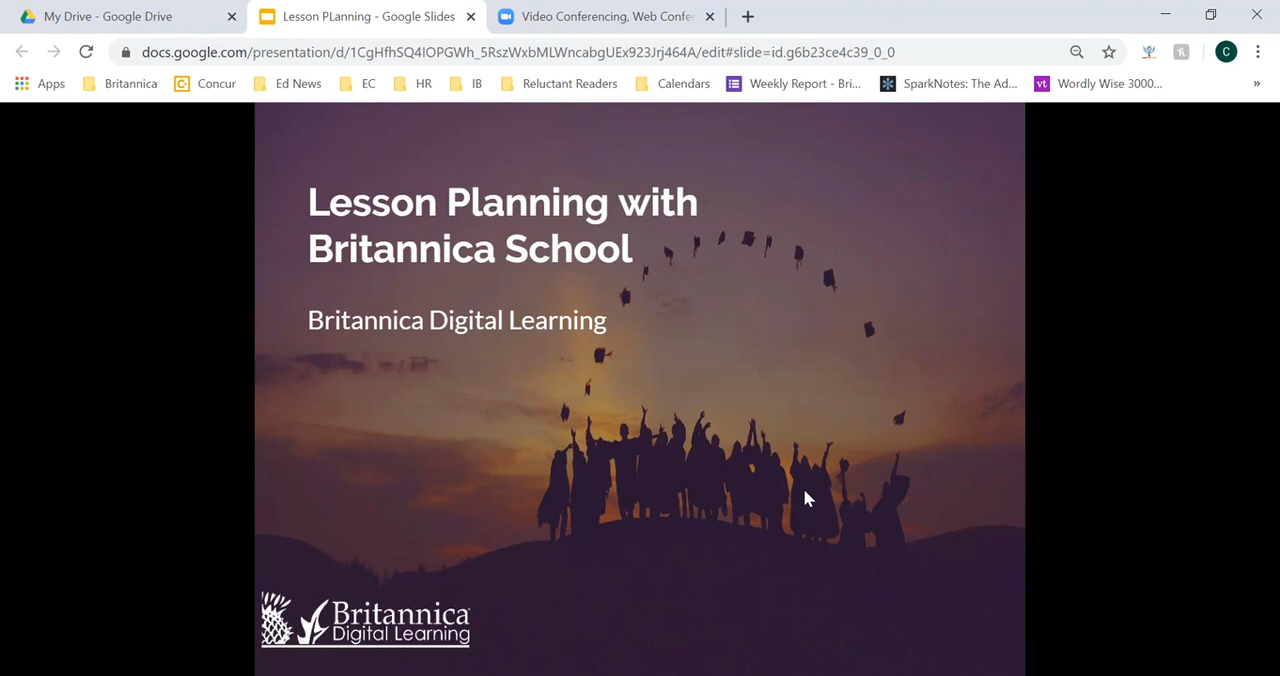 My Drive - Google Drive
Lesson PLanning - Google Slides
Video Conferencing, Web Confe
docs.google.com/presentation/d/1CgHfhSQ4IOPGWh_5RszWxbMLWncabgUEx923Jrj464A/edit#slide=id.g6b23ce4c39_0_0
C
Apps
Britannica
Concur
Ed News
EC
HR
IB
Reluctant Readers
Calendars
Weekly Report - Bri...
SparkNotes: The Ad...
vt
Wordly Wise 3000...
Lesson Planning with
Britannica School
Britannica Digital Learning
Britannica
Digital Learning